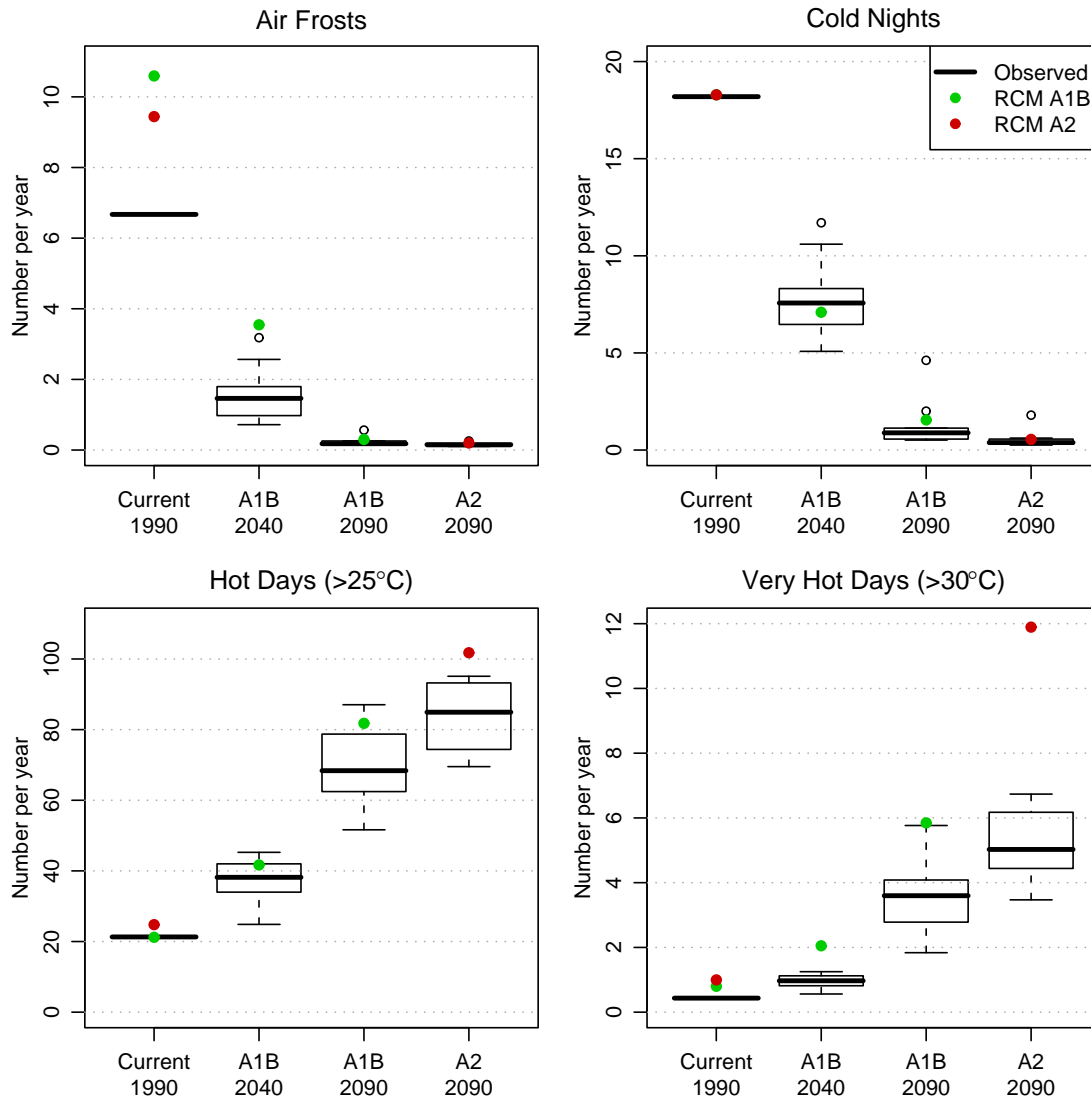 Air Frosts
Number per year
0
2
4
6
8
10
Current
1990
A1B
2040
A1B
2090
A2
2090
Cold Nights
Number per year
0
5
10
15
20
Observed
RCM A1B
RCM A2
Current
1990
A1B
2040
A1B
2090
A2
2090
Hot Days (>25°C)
Number per year
0
20
40
60
80
100
Current
1990
A1B
2040
A1B
2090
A2
2090
Very Hot Days (>30°C)
Number per year
0
2
4
6
8
10
12
Current
1990
A1B
2040
A1B
2090
A2
2090